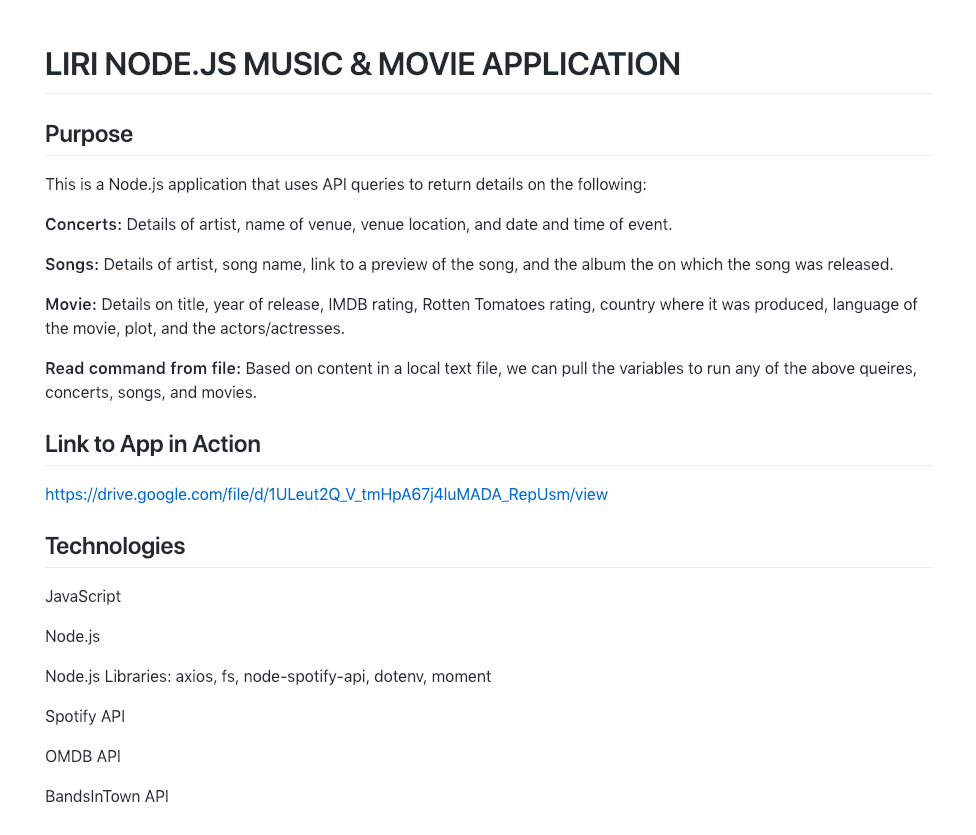 LIRI NODE.JS MUSIC & MOVIE APPLICATION
Purpose
This is a Node.js application that uses API queries to return details on the following:
Concerts: Details of artist, name of venue, venue location, and date and time of event.
Songs: Details of artist, song name, link to a preview of the song, and the album the on which the song was released.
Movie: Details on title, year of release, IMDB rating, Rotten Tomatoes rating, country where it was produced, language of
the movie, plot, and the actors/actresses.
Read command from file: Based on content in a local text file, we can pull the variables to run any of the above queires,
concerts, songs, and movies.
Link to App in Action
https://drive.google.com/file/d/1ULeut2Q_V_tmHpA67j4luMADA_RepUsm/view
Technologies
JavaScript
Node.js
Node.js Libraries: axios, fs, node-spotify-api, dotenv, moment
Spotify API
OMDB API
BandsInTown API